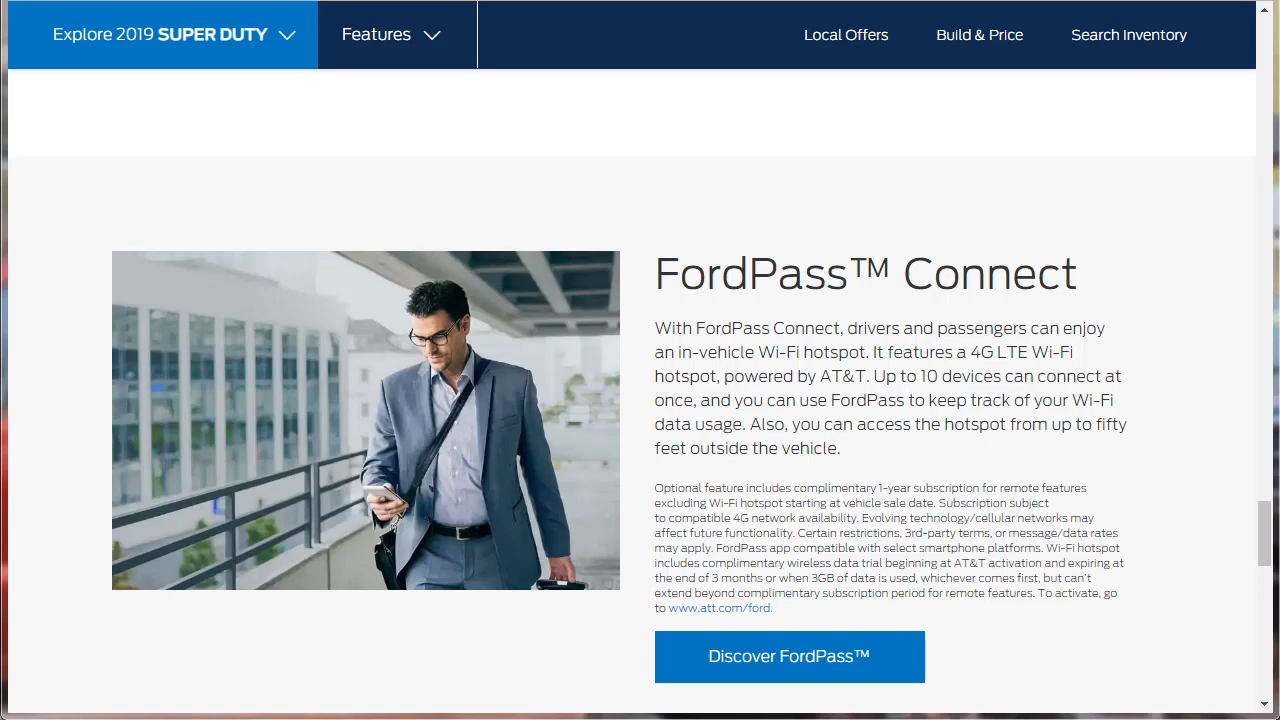 Explore 2019 SUPER DUTY
Features
Local Offers
Build & Price
Search Inventory
FordPass™ Connect
With FordPass Connect, drivers and passengers can enjoy
an in-vehicle Wi-Fi hotspot. It features a 4G LTE Wi-Fi
hotspot, powered by AT&T. Up to 10 devices can connect at
once, and you can use FordPass to keep track of your Wi-Fi
data usage. Also, you can access the hotspot from up to fifty
feet outside the vehicle.
Optional feature includes complimentary 1-year subscription for remote features
excluding Wi-Fi hotspot starting at vehicle sale date. Subscription subject
to compatible 4G network availability. Evolving technology/cellular networks may
affect future functionality. Certain restrictions, 3rd-party terms, or message/data rates
may apply. FordPass app compatible with select smartphone platforms. Wi-Fi hotspot
includes complimentary wireless data trial beginning at AT&T activation and expiring at
the end of 3 months or when 3GB of data is used, whichever comes first, but can't
extend beyond complimentary subscription period for remote features. To activate, go
to www.att.com/ford.
Discover FordPass™